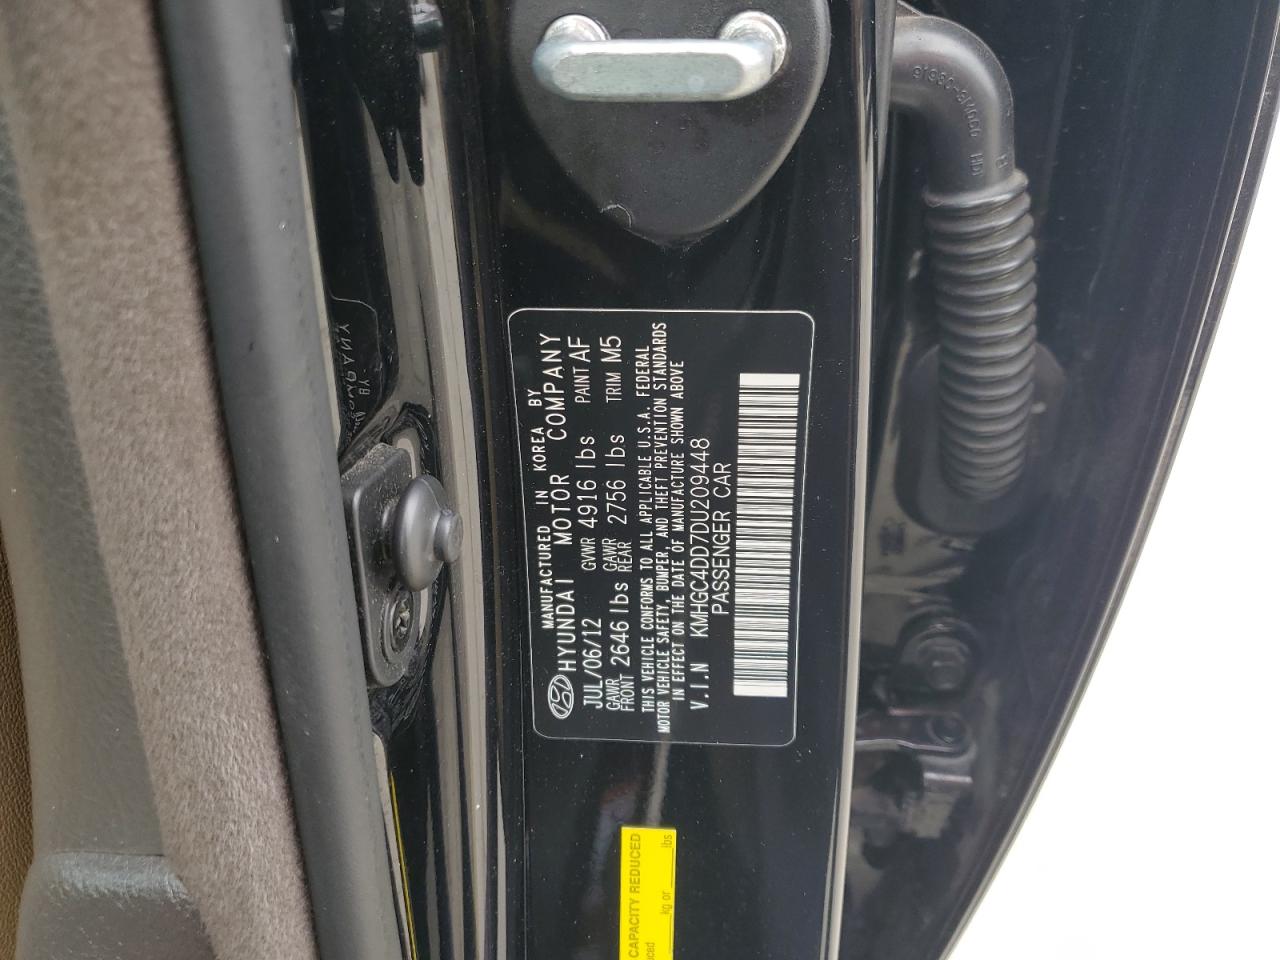 MANUFACTURED IN KOREA BY
HYUNDAI MOTOR COMPANY
JUL/06/12 GVWR 4916 lbs PAINT AF
GAWR FRONT 2646 lbs GAWR REAR 2756 lbs TRIM M5
THIS VEHICLE CONFORMS TO ALL APPLICABLE U.S.A. FEDERAL
MOTOR VEHICLE SAFETY, BUMPER, AND THEFT PREVENTION STANDARDS
IN EFFECT ON THE DATE OF MANUFACTURE SHOWN ABOVE
V.I.N KMHGC4DD7DU209448
PASSENGER CAR
CAPACITY REDUCED
kg or lbs